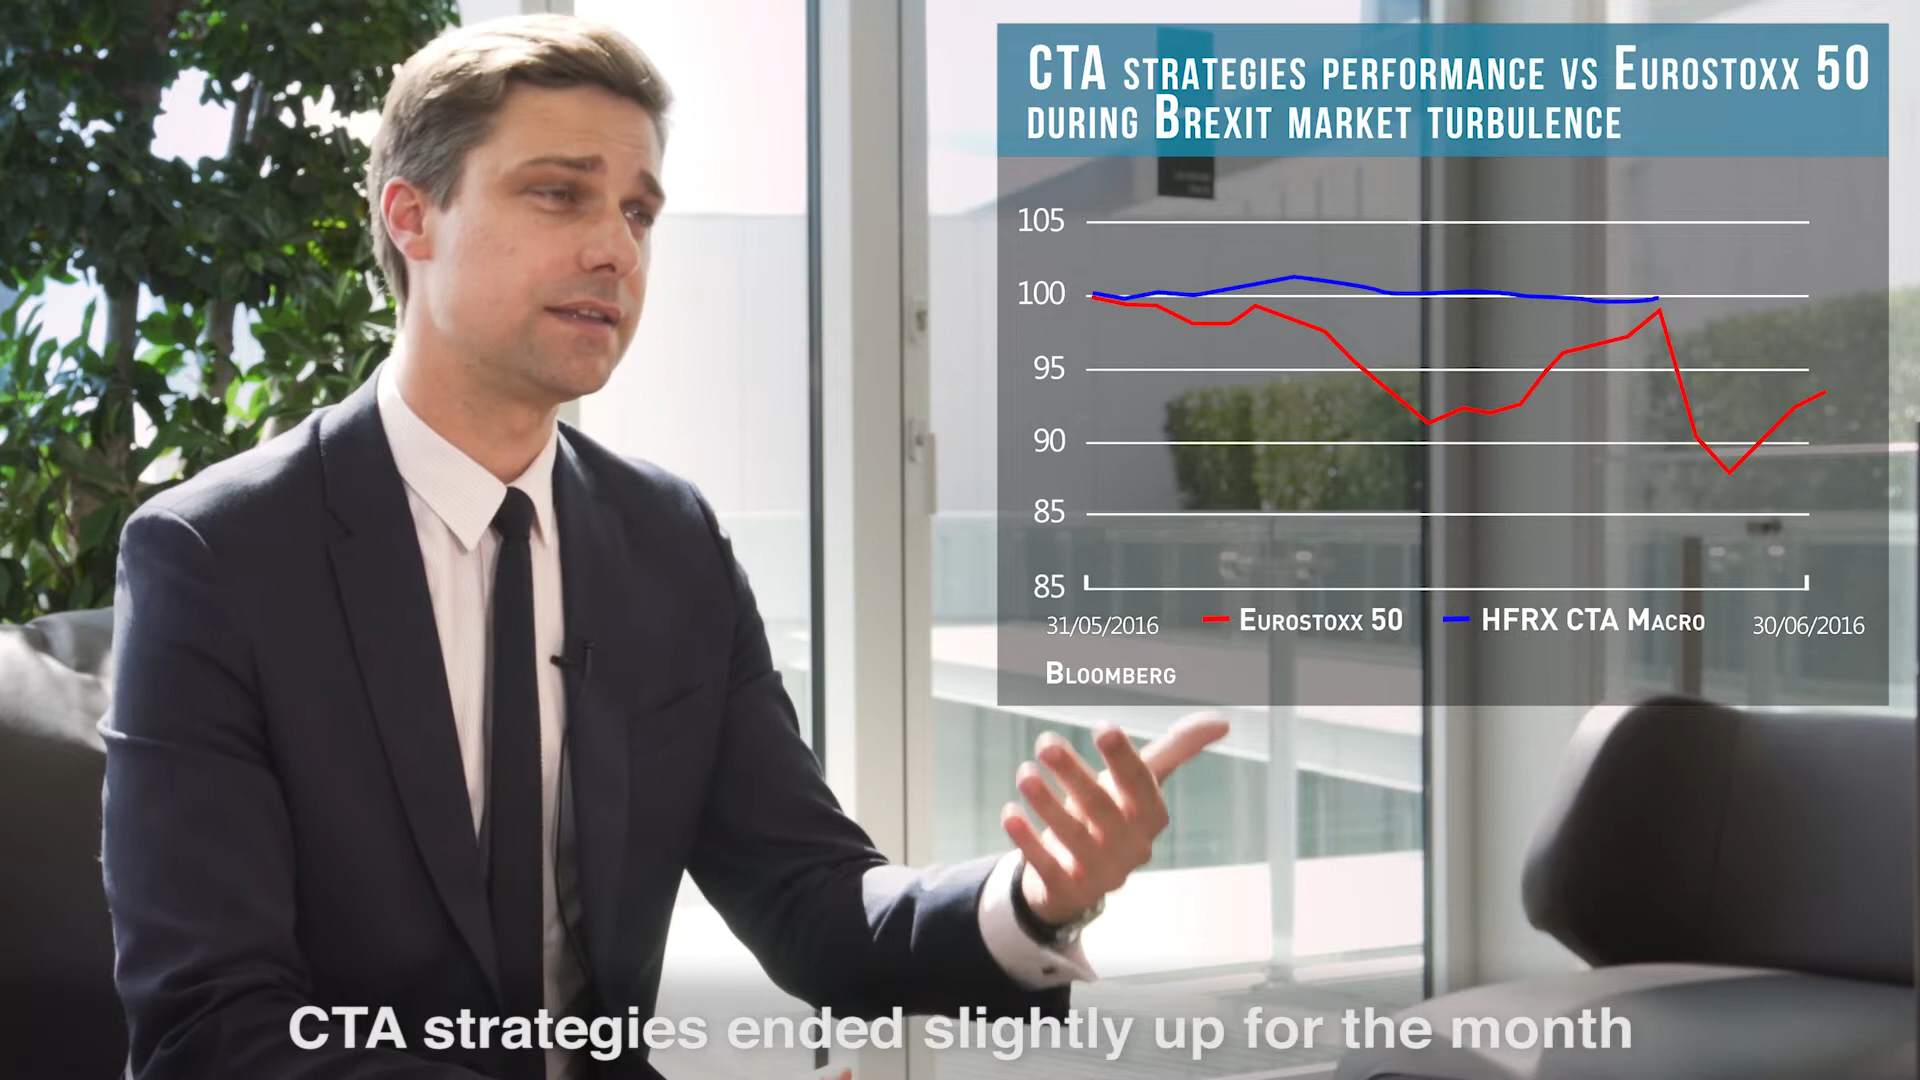 CTA strategies performance vs Eurostoxx 50
during Brexit market turbulence
105
100
95
90
85
85
31/05/2016
Eurostoxx 50
HFRX CTA Macro
30/06/2016
Bloomberg
CTA strategies ended slightly up for the month